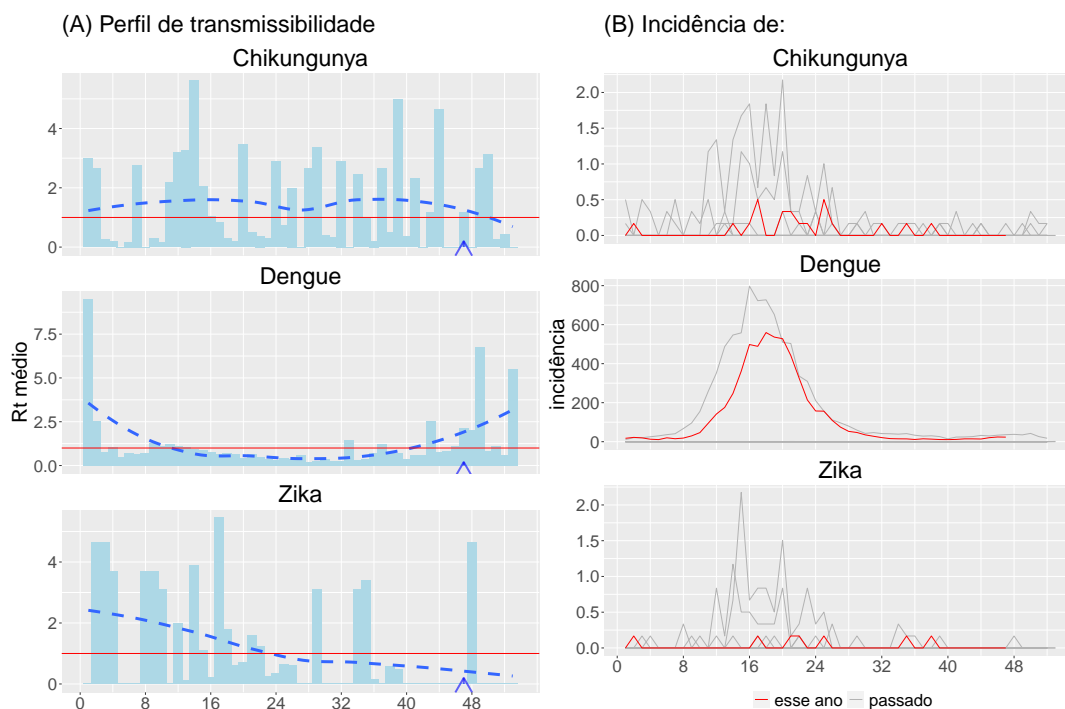 (A) Perfil de transmissibilidade
Chikungunya
4
2
0
Dengue
Rt médio
7.5
5.0
2.5
0.0
Zika
4
2
0
0 8 16 24 32 40 48
(B) Incidência de:
Chikungunya
2.0
1.5
1.0
0.5
0.0
Dengue
incidência
800
600
400
200
0
Zika
2.0
1.5
1.0
0.5
0.0
0 8 16 24 32 40 48
esse ano passado